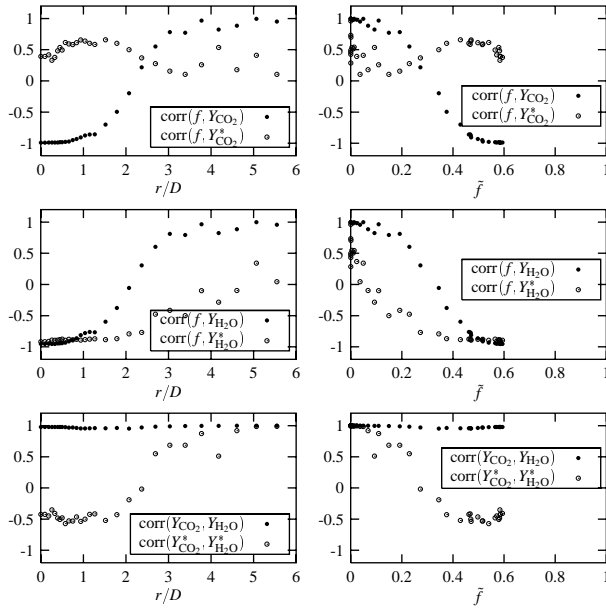 1
0.5
0
-0.5
-1
corr(f, Y_CO₂)
corr(f, Y*_CO₂)
0 1 2 3 4 5 6
r/D
1
0.5
0
-0.5
-1
corr(f, Y_CO₂)
corr(f, Y*_CO₂)
0 0.2 0.4 0.6 0.8 1
f̃
1
0.5
0
-0.5
-1
corr(f, Y_H₂O)
corr(f, Y*_H₂O)
0 1 2 3 4 5 6
r/D
1
0.5
0
-0.5
-1
corr(f, Y_H₂O)
corr(f, Y*_H₂O)
0 0.2 0.4 0.6 0.8 1
f̃
1
0.5
0
-0.5
-1
corr(Y_CO₂, Y_H₂O)
corr(Y*_CO₂, Y*_H₂O)
0 1 2 3 4 5 6
r/D
1
0.5
0
-0.5
-1
corr(Y_CO₂, Y_H₂O)
corr(Y*_CO₂, Y*_H₂O)
0 0.2 0.4 0.6 0.8 1
f̃